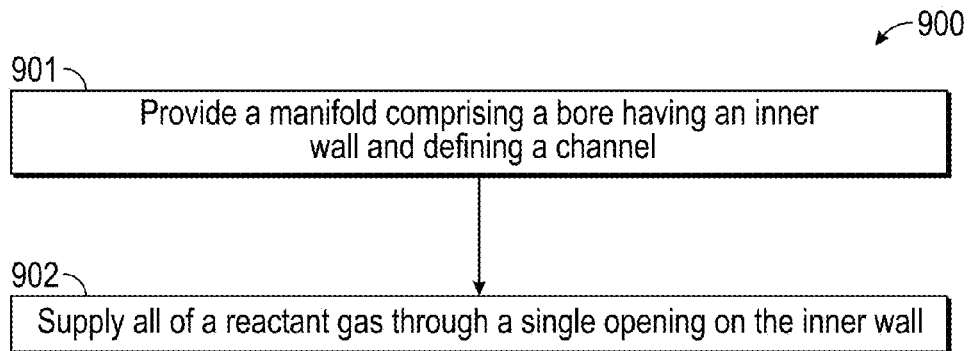 900
901
Provide a manifold comprising a bore having an inner
wall and defining a channel
902
Supply all of a reactant gas through a single opening on the inner wall